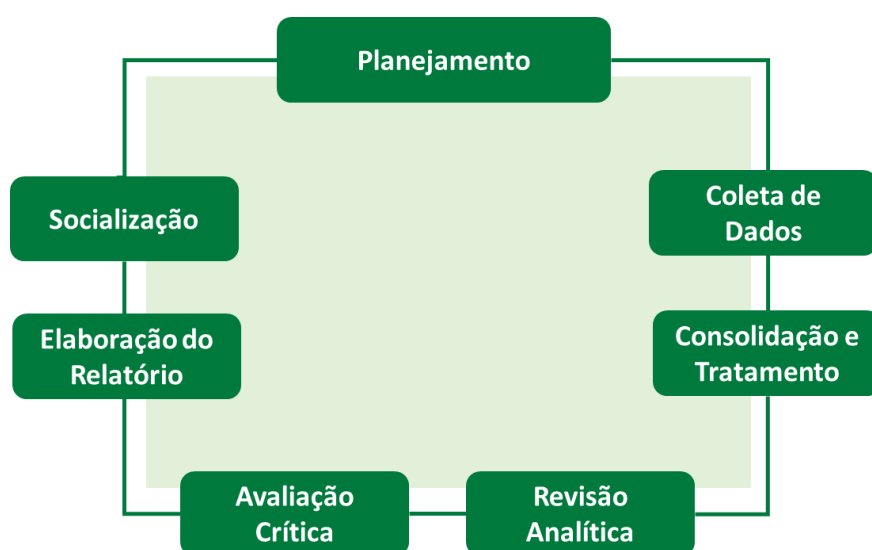 Planejamento
Socialização
Coleta de
Dados
Elaboração do
Relatório
Consolidação e
Tratamento
Avaliação
Crítica
Revisão
Analítica